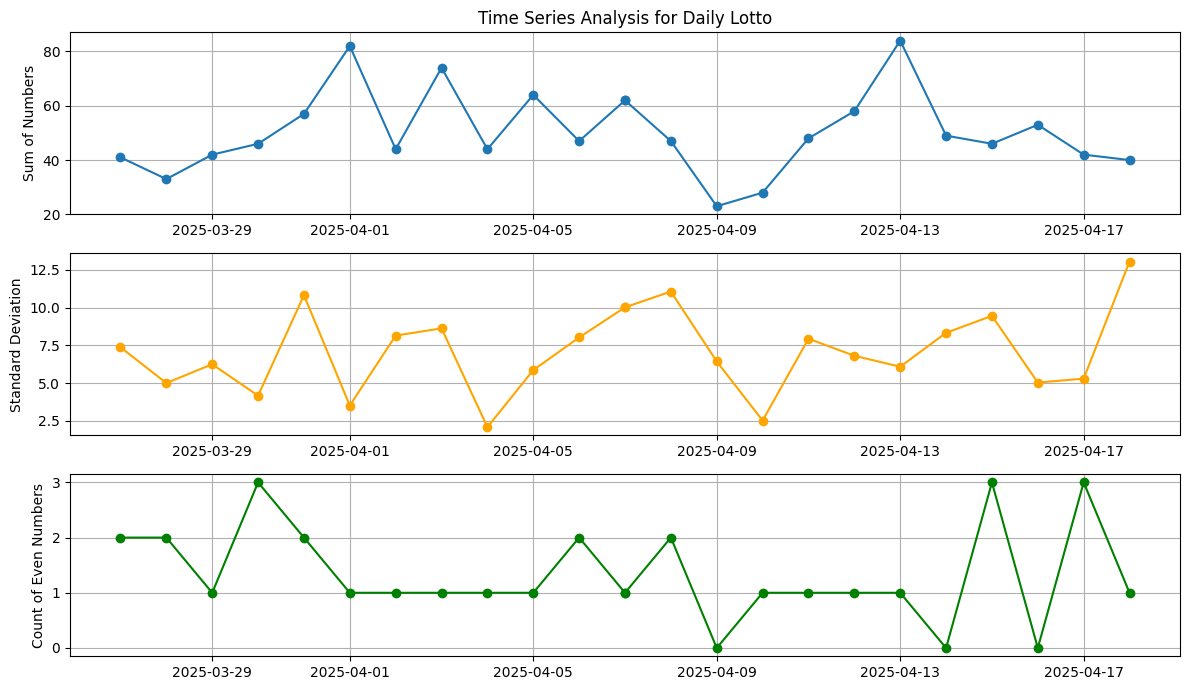 Time Series Analysis for Daily Lotto
Sum of Numbers
80
60
40
20
2025-03-29 2025-04-01 2025-04-05 2025-04-09 2025-04-13 2025-04-17
Standard Deviation
12.5
10.0
7.5
5.0
2.5
2025-03-29 2025-04-01 2025-04-05 2025-04-09 2025-04-13 2025-04-17
Count of Even Numbers
3
2
1
0
2025-03-29 2025-04-01 2025-04-05 2025-04-09 2025-04-13 2025-04-17